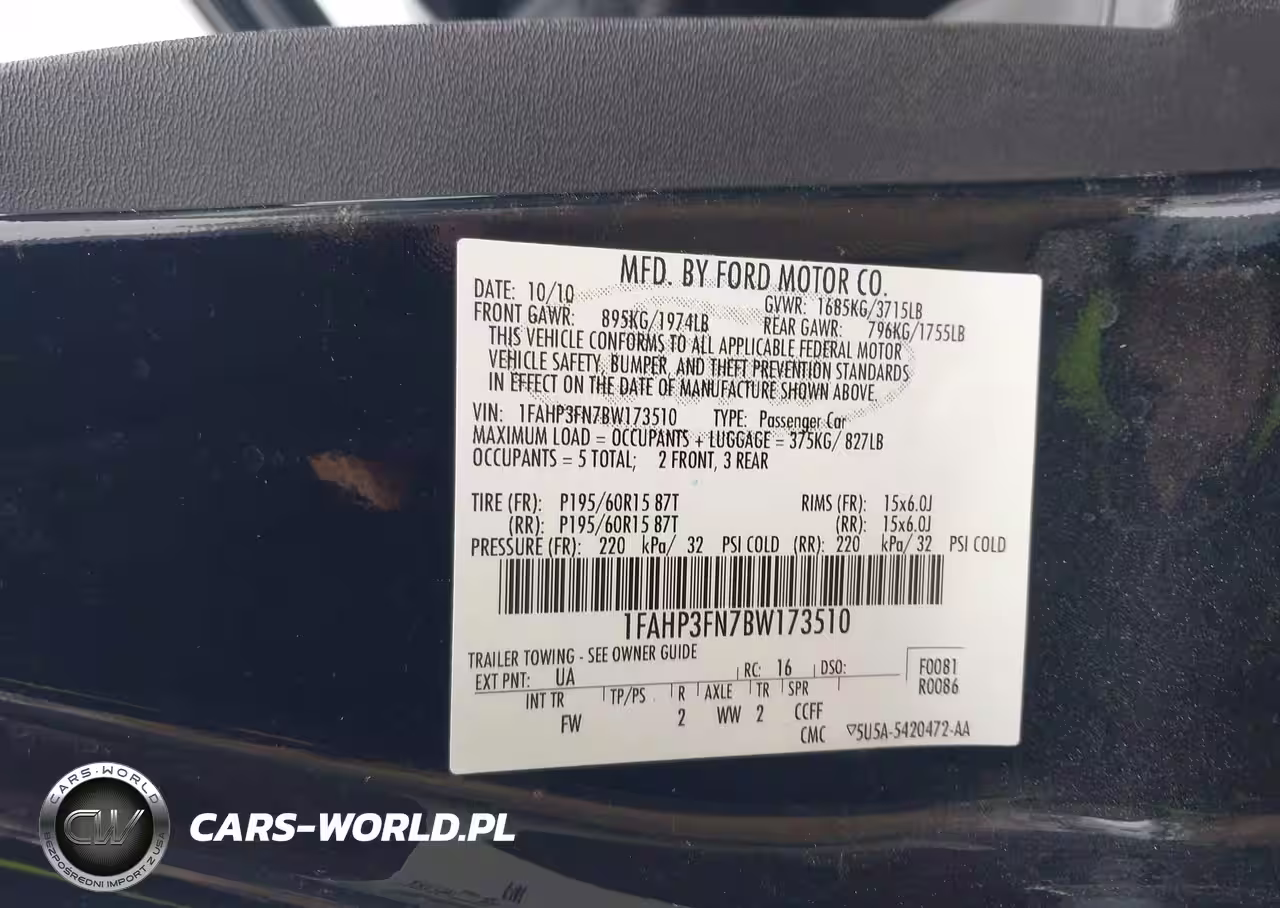 MFD. BY FORD MOTOR CO.
DATE: 10/10 GVWR: 1685KG/3715LB
FRONT GAWR: 895KG/1974LB REAR GAWR: 796KG/1755LB
THIS VEHICLE CONFORMS TO ALL APPLICABLE FEDERAL MOTOR
VEHICLE SAFETY, BUMPER, AND THEFT PREVENTION STANDARDS
IN EFFECT ON THE DATE OF MANUFACTURE SHOWN ABOVE.
VIN: 1FAHP3FN7BW173510 TYPE: Passenger Car
MAXIMUM LOAD = OCCUPANTS + LUGGAGE = 375KG/ 827LB
OCCUPANTS = 5 TOTAL; 2 FRONT, 3 REAR
TIRE (FR): P195/60R15 87T RIMS (FR): 15x6.0J
(RR): P195/60R15 87T (RR): 15x6.0J
PRESSURE (FR): 220 kPa/ 32 PSI COLD (RR): 220 kPa/ 32 PSI COLD
1FAHP3FN7BW173510
TRAILER TOWING - SEE OWNER GUIDE
EXT PNT: UA RC: 16 DSO: F0081
INT TR TP/PS R AXLE TR SPR R0086
FW 2 WW 2 CCFF
CMC ▽5U5A-5420472-AA
CARS-WORLD
CW
BEZPOŚREDNI IMPORT Z USA
CARS-WORLD.PL